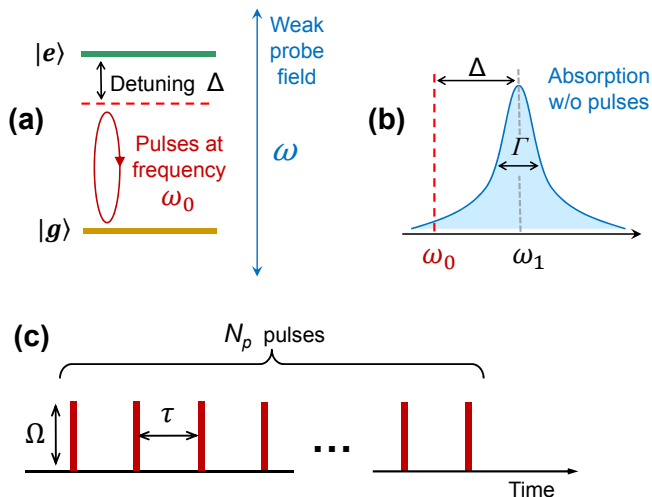 (a)
|e⟩
Detuning Δ
Pulses at
frequency
ω₀
|g⟩
Weak
probe
field
ω
(b)
Δ
Absorption
w/o pulses
Γ
ω₀
ω₁
(c)
Nₚ pulses
Ω
τ
...
Time